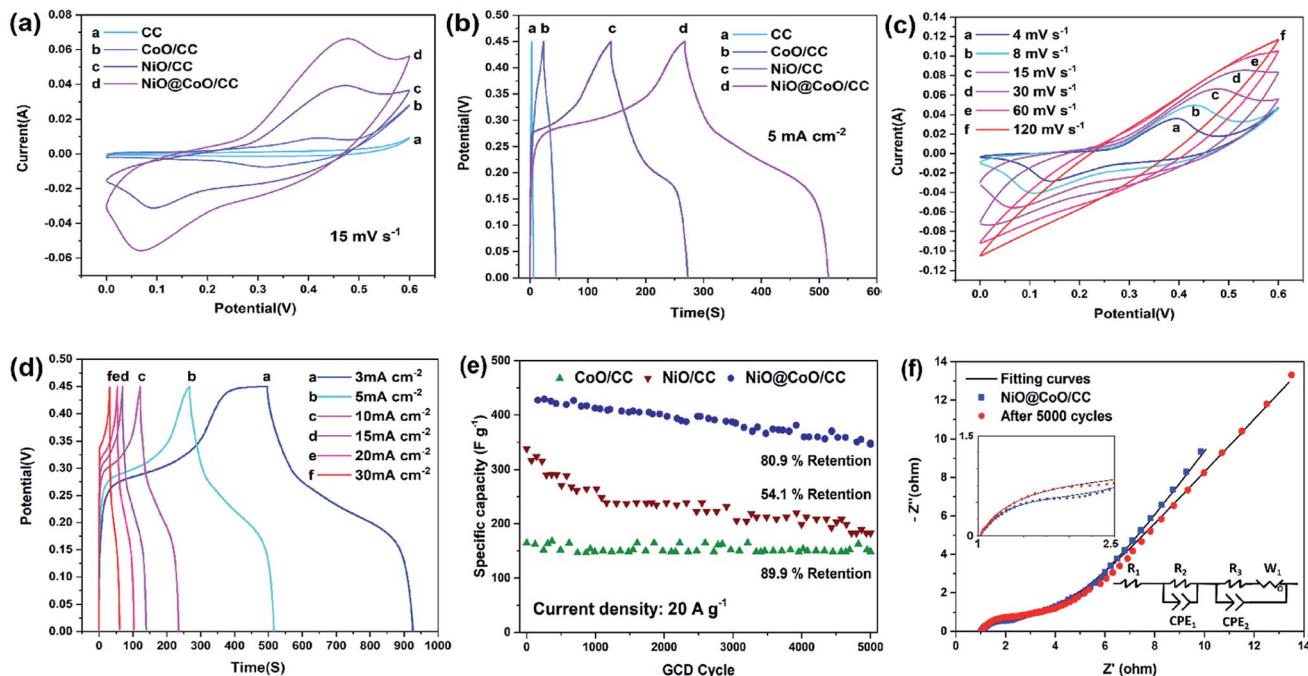 (a)
a CC
b CoO/CC
c NiO/CC
d NiO@CoO/CC
d
c
b
a
15 mV s⁻¹
0.08
0.06
0.04
0.02
0.00
-0.02
-0.04
-0.06
0.0 0.1 0.2 0.3 0.4 0.5 0.6
Current(A)
Potential(V)
(b)
a b c d
a CC
b CoO/CC
c NiO/CC
d NiO@CoO/CC
5 mA cm⁻²
0.50
0.45
0.40
0.35
0.30
0.25
0.20
0.15
0.10
0.05
0.00
0 100 200 300 400 500 60
Potential(V)
Time(S)
(c)
a 4 mV s⁻¹
b 8 mV s⁻¹
c 15 mV s⁻¹
d 30 mV s⁻¹
e 60 mV s⁻¹
f 120 mV s⁻¹
f
e
d
c
b
a
0.14
0.12
0.10
0.08
0.06
0.04
0.02
0.00
-0.02
-0.04
-0.06
-0.08
-0.10
-0.12
0.0 0.1 0.2 0.3 0.4 0.5 0.6
Current(A)
Potential(V)
(d)
fed c b a
a 3mA cm⁻²
b 5mA cm⁻²
c 10mA cm⁻²
d 15mA cm⁻²
e 20mA cm⁻²
f 30mA cm⁻²
0.50
0.45
0.40
0.35
0.30
0.25
0.20
0.15
0.10
0.05
0.00
0 100 200 300 400 500 600 700 800 900 1000
Potential(V)
Time(S)
(e)
CoO/CC NiO/CC NiO@CoO/CC
80.9 % Retention
54.1 % Retention
89.9 % Retention
Current density: 20 A g⁻¹
500
400
300
200
100
0
0 1000 2000 3000 4000 5000
Specific capacity (F g⁻¹)
GCD Cycle
(f)
Fitting curves
NiO@CoO/CC
After 5000 cycles
1.5
0
1 2.5
R₁ R₂ R₃ W₁
CPE₁ CPE₂
-14
-12
-10
-8
-6
-4
-2
0
0 2 4 6 8 10 12 14
- Z''(ohm)
Z' (ohm)